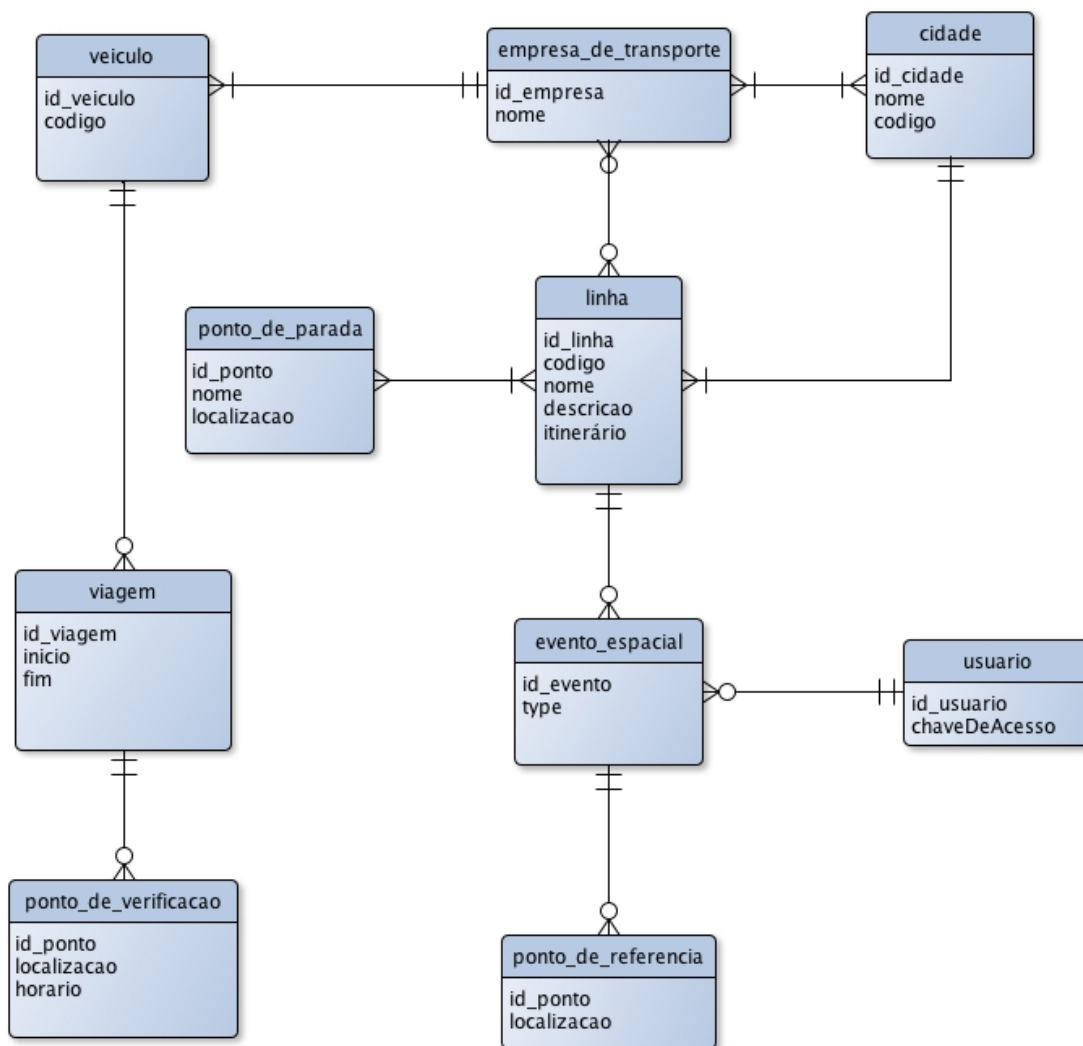 veiculo
id_veiculo
codigo
empresa_de_transporte
id_empresa
nome
cidade
id_cidade
nome
codigo
ponto_de_parada
id_ponto
nome
localizacao
linha
id_linha
codigo
nome
descricao
itinerário
viagem
id_viagem
inicio
fim
evento_espacial
id_evento
type
usuario
id_usuario
chaveDeAcesso
ponto_de_verificacao
id_ponto
localizacao
horario
ponto_de_referencia
id_ponto
localizacao